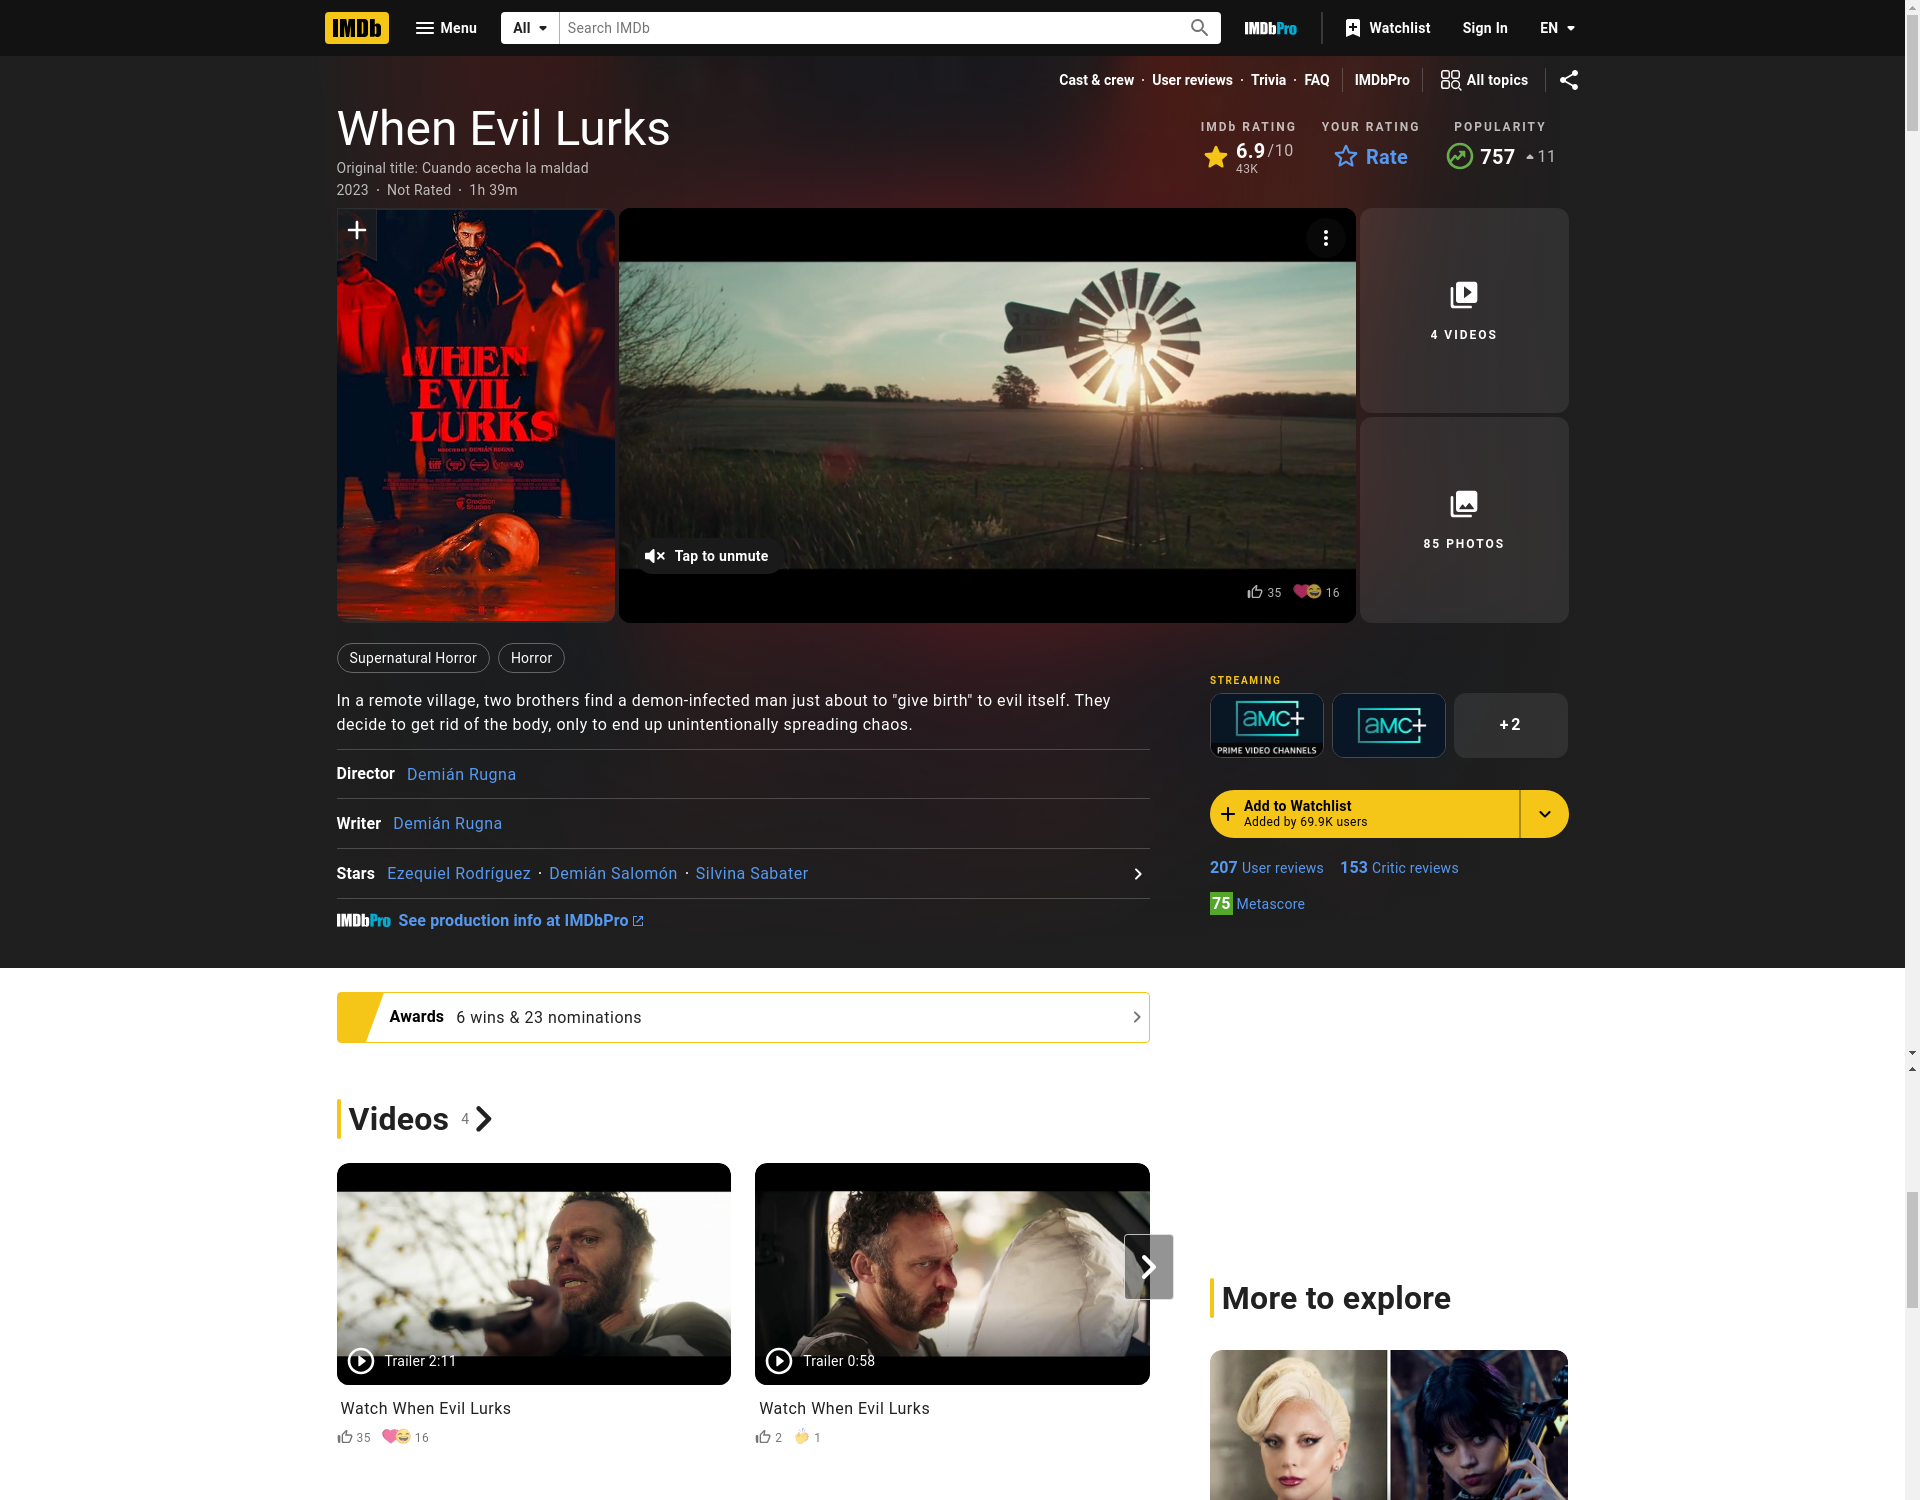 IMDb
Menu
All
Search IMDb
IMDbPro
Watchlist
Sign In
EN
Cast & crew · User reviews · Trivia · FAQ
IMDbPro
All topics
When Evil Lurks
Original title: Cuando acecha la maldad
2023 · Not Rated · 1h 39m
IMDb RATING
6.9/10
43K
YOUR RATING
Rate
POPULARITY
757
11
WHEN
EVIL
LURKS
DIRECTED BY DEMIÁN RUGNA
Tap to unmute
35
16
4 VIDEOS
85 PHOTOS
Supernatural Horror
Horror
In a remote village, two brothers find a demon-infected man just about to "give birth" to evil itself. They
decide to get rid of the body, only to end up unintentionally spreading chaos.
Director Demián Rugna
Writer Demián Rugna
Stars Ezequiel Rodríguez · Demián Salomón · Silvina Sabater
IMDbPro See production info at IMDbPro
STREAMING
aMC+
PRIME VIDEO CHANNELS
aMC+
+2
Add to Watchlist
Added by 69.9K users
207 User reviews 153 Critic reviews
75 Metascore
Awards 6 wins & 23 nominations
Videos 4
Trailer 2:11
Watch When Evil Lurks
35
16
Trailer 0:58
Watch When Evil Lurks
2
1
More to explore